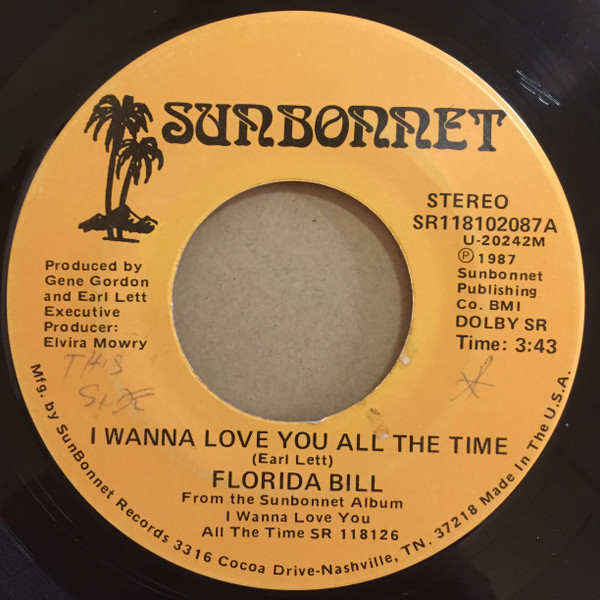 SUNBONNET
STEREO
SR118102087A
U-20242M
℗ 1987
Sunbonnet
Publishing
Co. BMI
DOLBY SR
Time: 3:43
Produced by
Gene Gordon
and Earl Lett
Executive
Producer:
Elvira Mowry
THIS
SIDE
I WANNA LOVE YOU ALL THE TIME
(Earl Lett)
FLORIDA BILL
From the Sunbonnet Album
I Wanna Love You
All The Time SR 118126
Mfg. by SunBonnet Records 3316 Cocoa Drive-Nashville, TN. 37218 Made In The U.S.A.